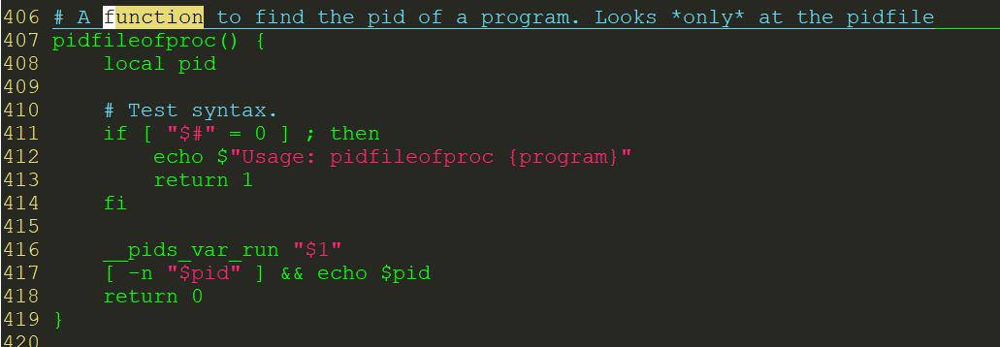 406 # A function to find the pid of a program. Looks *only* at the pidfile
407 pidfileofproc() {
408     local pid
409
410     # Test syntax.
411     if [ "$#" = 0 ] ; then
412         echo $"Usage: pidfileofproc {program}"
413         return 1
414     fi
415
416     __pids_var_run "$1"
417     [ -n "$pid" ] && echo $pid
418     return 0
419 }
420